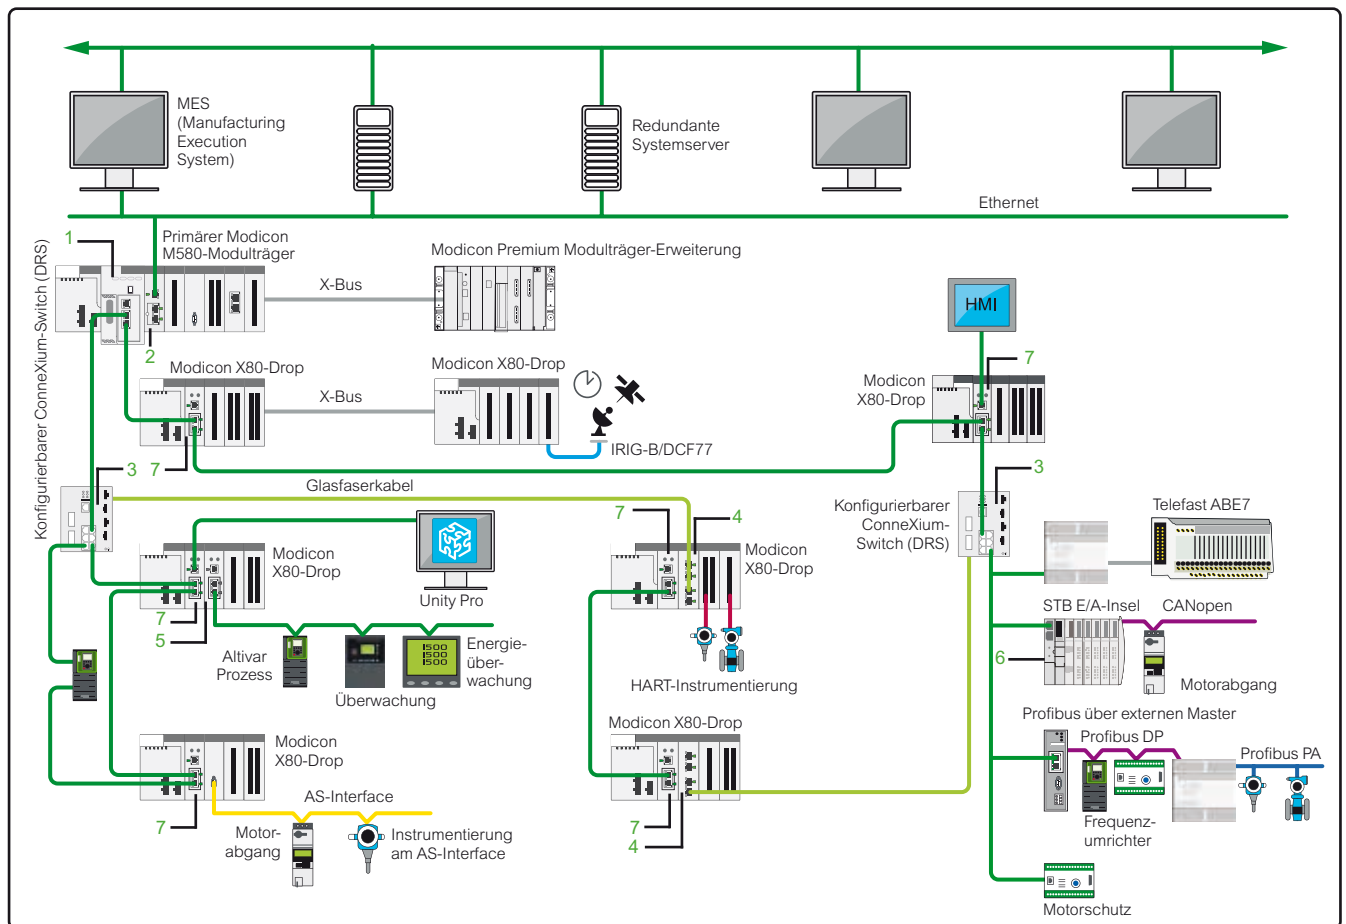 MES
(Manufacturing
Execution
System)
Redundante
Systemserver
Ethernet
Konfigurierbarer ConneXium-Switch (DRS)
1
Primärer Modicon
M580-Modulträger
X-Bus
Modicon Premium Modulträger-Erweiterung
2
HMI
Modicon X80-Drop
X-Bus
Modicon X80-Drop
IRIG-B/DCF77
7
Modicon
X80-Drop
7
3
Glasfaserkabel
3
Konfigurierbarer
ConneXium-
Switch (DRS)
Telefast ABE7
Modicon
X80-Drop
Unity Pro
7
5
7
4
Modicon
X80-Drop
HART-Instrumentierung
Altivar
Prozess
Überwachung
1500
1500
1500
Energie-
über-
wachung
STB E/A-Insel
CANopen
6
Motorabgang
Modicon
X80-Drop
7
AS-Interface
Motor-
abgang
Instrumentierung
am AS-Interface
Modicon X80-Drop
7
4
Profibus über externen Master
Profibus DP
Profibus PA
Frequenz-
umrichter
Motorschutz